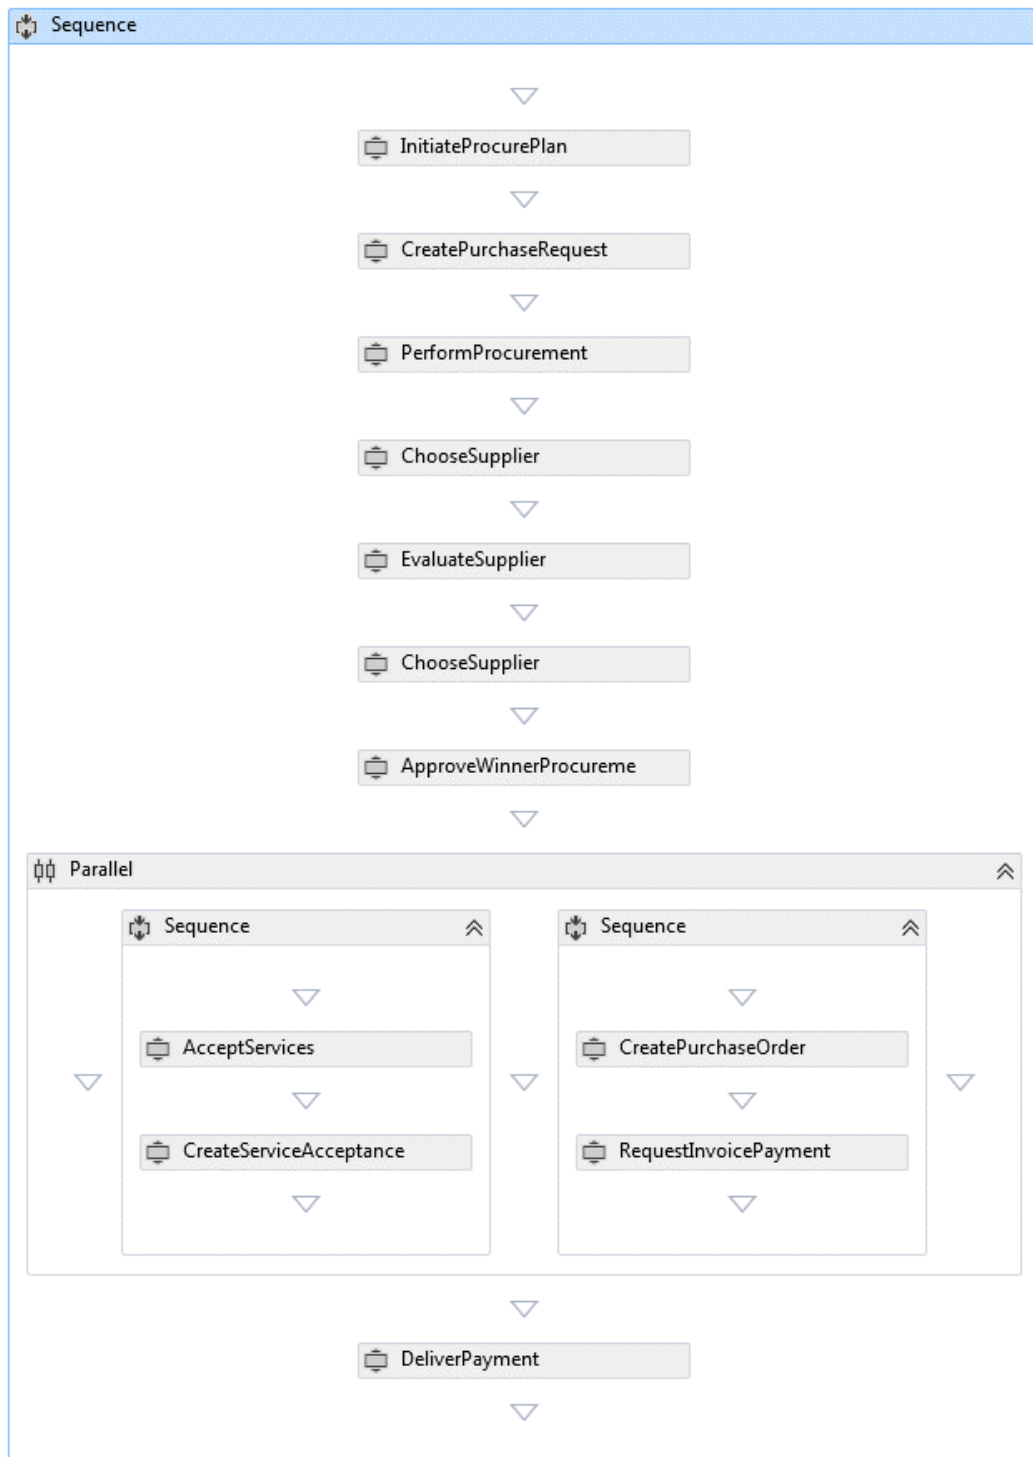 Sequence
InitiateProcurePlan
CreatePurchaseRequest
PerformProcurement
ChooseSupplier
EvaluateSupplier
ChooseSupplier
ApproveWinnerProcureme
Parallel
Sequence
AcceptServices
CreateServiceAcceptance
Sequence
CreatePurchaseOrder
RequestInvoicePayment
DeliverPayment